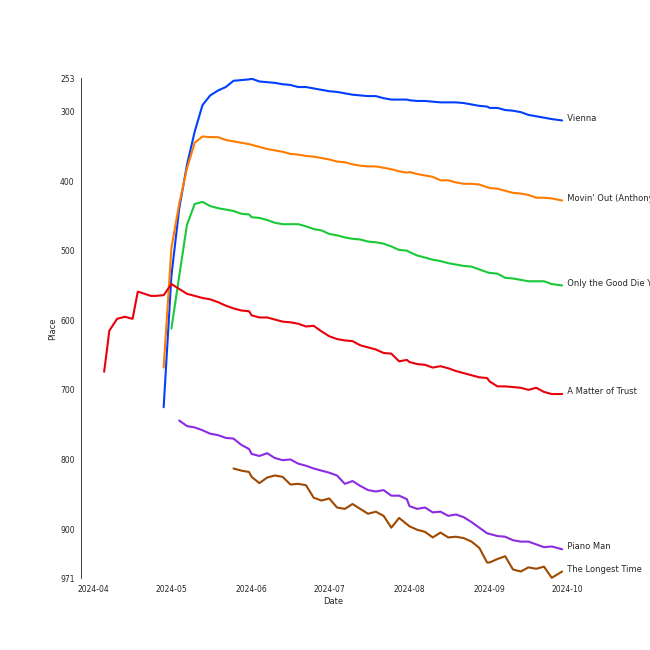 253
300
400
500
600
700
800
900
971
Place
2024-04
2024-05
2024-06
2024-07
2024-08
2024-09
2024-10
Date
Vienna
Movin' Out (Anthony
Only the Good Die Y
A Matter of Trust
Piano Man
The Longest Time